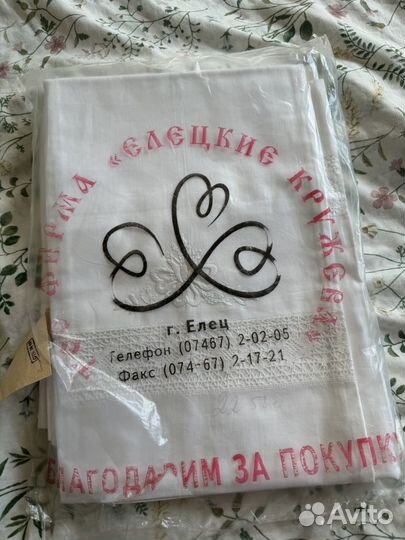 ФИРМА «ЕЛЕЦКИЕ КРУЖЕВА»
г. Елец
Телефон (07467) 2-02-05
Факс (074-67) 2-17-21
БЛАГОДАРИМ ЗА ПОКУПКУ
Avito